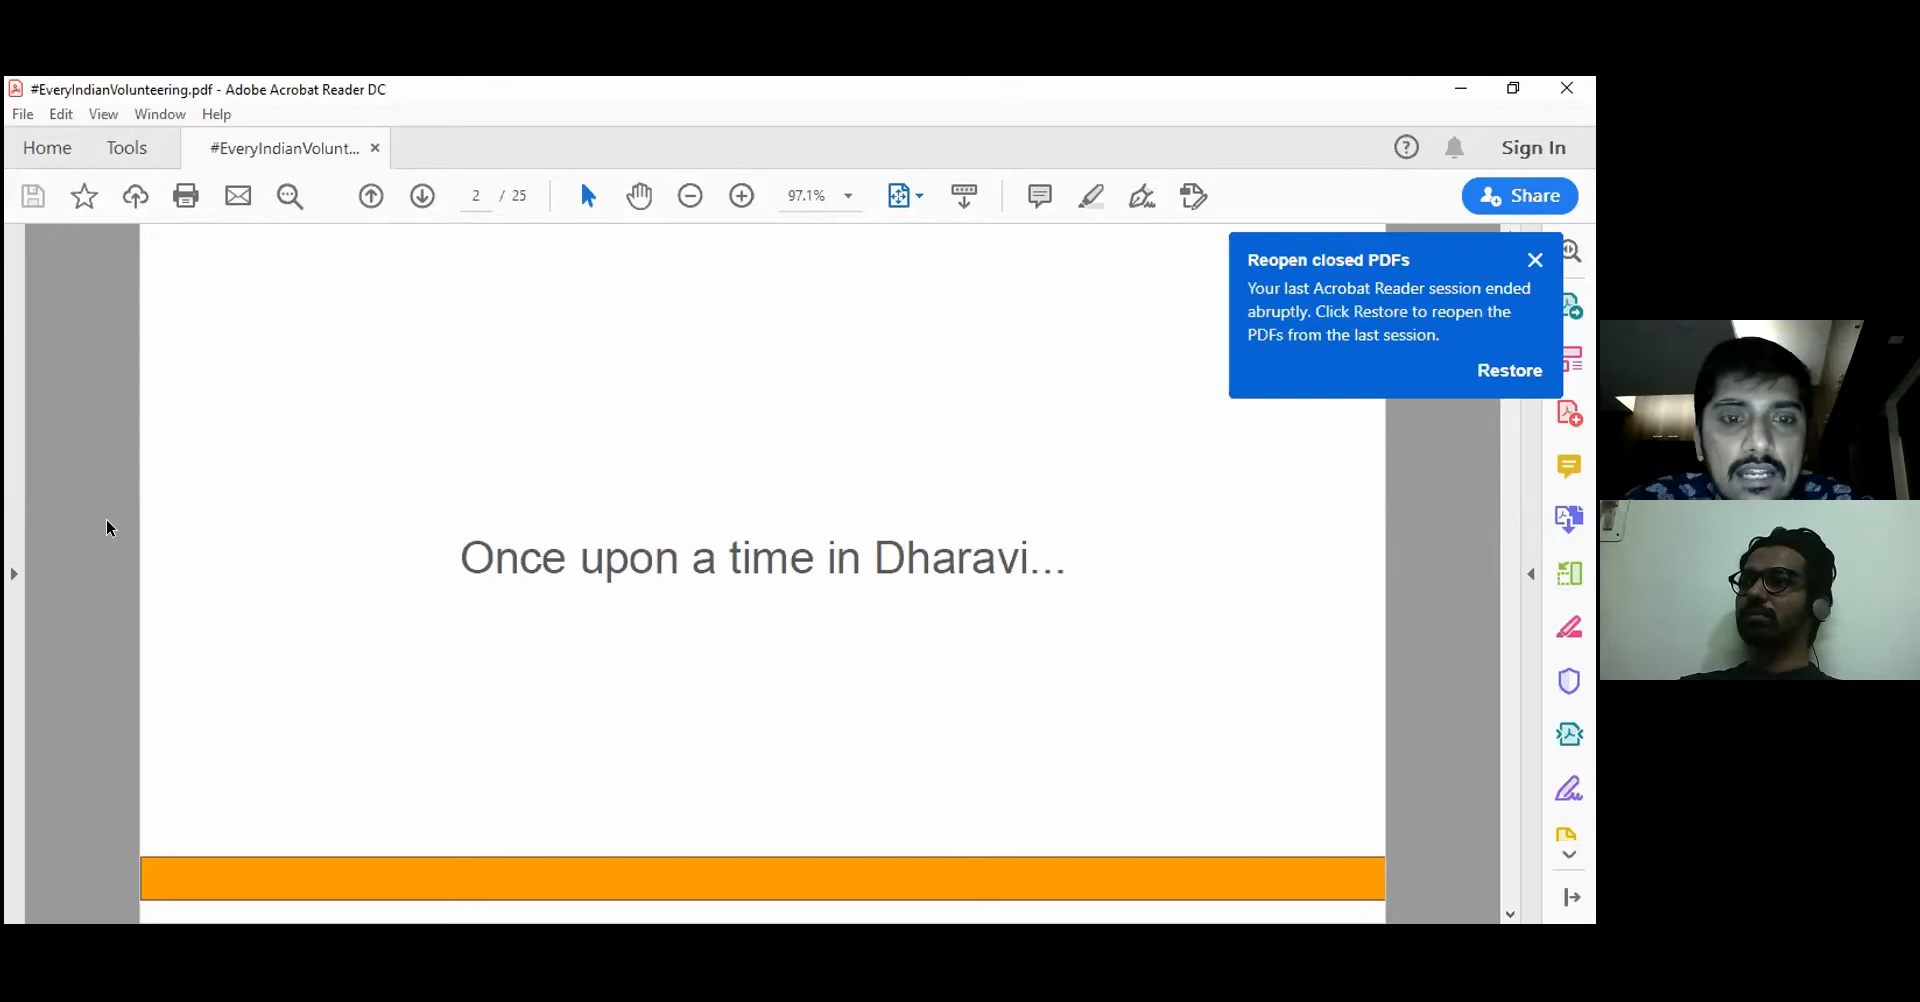 #EveryIndianVolunteering.pdf - Adobe Acrobat Reader DC
File Edit View Window Help
Home Tools #EveryIndianVolunt... Sign In
2 / 25 97.1% Share
Reopen closed PDFs
Your last Acrobat Reader session ended
abruptly. Click Restore to reopen the
PDFs from the last session.
Restore
Once upon a time in Dharavi...